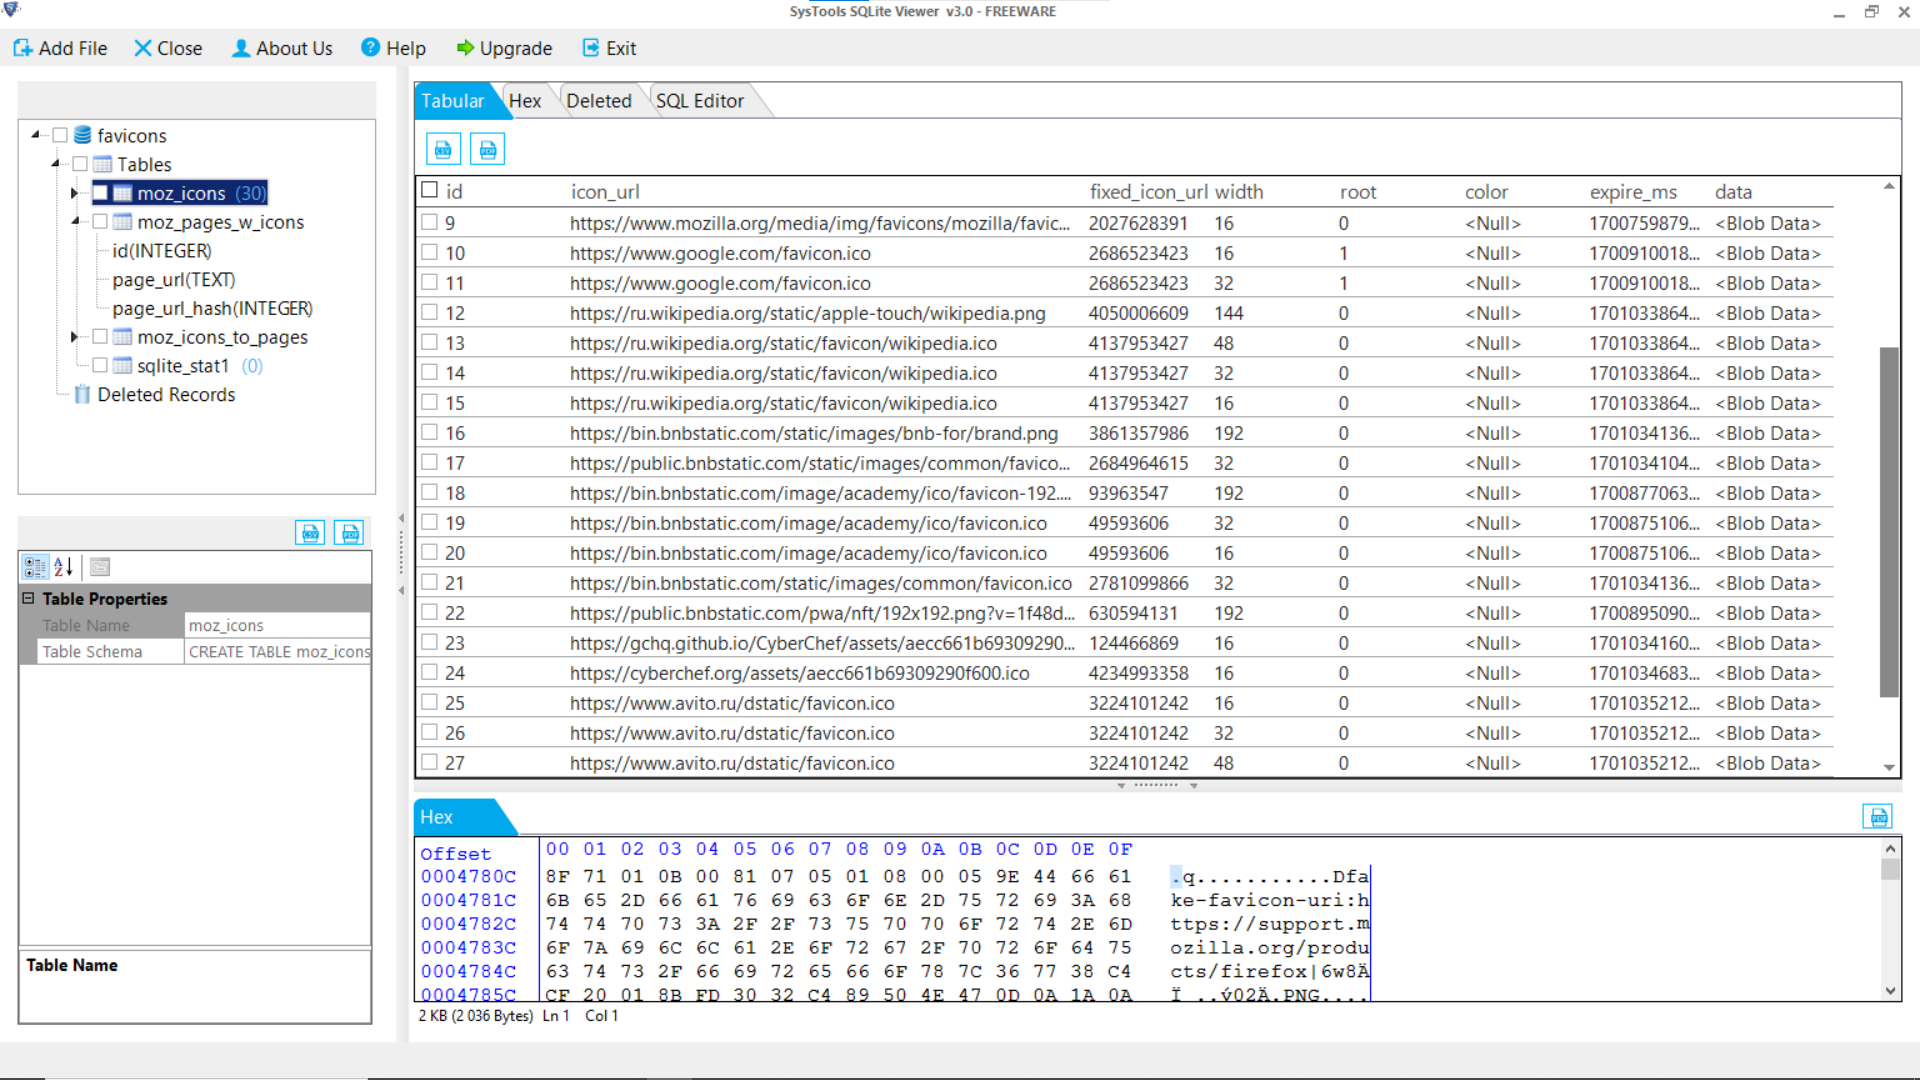 SysTools SQLite Viewer v3.0 - FREEWARE
Add File Close About Us Help Upgrade Exit
favicons
Tables
moz_icons (30)
moz_pages_w_icons
id(INTEGER)
page_url(TEXT)
page_url_hash(INTEGER)
moz_icons_to_pages
sqlite_stat1 (0)
Deleted Records
CSV PDF
Table Properties
Table Name moz_icons
Table Schema CREATE TABLE moz_icons
Table Name
Tabular Hex Deleted SQL Editor
CSV PDF
id icon_url fixed_icon_url width root color expire_ms data
9 https://www.mozilla.org/media/img/favicons/mozilla/favic... 2027628391 16 0 <Null> 1700759879... <Blob Data>
10 https://www.google.com/favicon.ico 2686523423 16 1 <Null> 1700910018... <Blob Data>
11 https://www.google.com/favicon.ico 2686523423 32 1 <Null> 1700910018... <Blob Data>
12 https://ru.wikipedia.org/static/apple-touch/wikipedia.png 4050006609 144 0 <Null> 1701033864... <Blob Data>
13 https://ru.wikipedia.org/static/favicon/wikipedia.ico 4137953427 48 0 <Null> 1701033864... <Blob Data>
14 https://ru.wikipedia.org/static/favicon/wikipedia.ico 4137953427 32 0 <Null> 1701033864... <Blob Data>
15 https://ru.wikipedia.org/static/favicon/wikipedia.ico 4137953427 16 0 <Null> 1701033864... <Blob Data>
16 https://bin.bnbstatic.com/static/images/bnb-for/brand.png 3861357986 192 0 <Null> 1701034136... <Blob Data>
17 https://public.bnbstatic.com/static/images/common/favico... 2684964615 32 0 <Null> 1701034104... <Blob Data>
18 https://bin.bnbstatic.com/image/academy/ico/favicon-192.... 93963547 192 0 <Null> 1700877063... <Blob Data>
19 https://bin.bnbstatic.com/image/academy/ico/favicon.ico 49593606 32 0 <Null> 1700875106... <Blob Data>
20 https://bin.bnbstatic.com/image/academy/ico/favicon.ico 49593606 16 0 <Null> 1700875106... <Blob Data>
21 https://bin.bnbstatic.com/static/images/common/favicon.ico 2781099866 32 0 <Null> 1701034136... <Blob Data>
22 https://public.bnbstatic.com/pwa/nft/192x192.png?v=1f48d... 630594131 192 0 <Null> 1700895090... <Blob Data>
23 https://gchq.github.io/CyberChef/assets/aecc661b69309290... 124466869 16 0 <Null> 1701034160... <Blob Data>
24 https://cyberchef.org/assets/aecc661b69309290f600.ico 4234993358 16 0 <Null> 1701034683... <Blob Data>
25 https://www.avito.ru/dstatic/favicon.ico 3224101242 16 0 <Null> 1701035212... <Blob Data>
26 https://www.avito.ru/dstatic/favicon.ico 3224101242 32 0 <Null> 1701035212... <Blob Data>
27 https://www.avito.ru/dstatic/favicon.ico 3224101242 48 0 <Null> 1701035212... <Blob Data>
Hex PDF
Offset 00 01 02 03 04 05 06 07 08 09 0A 0B 0C 0D 0E 0F
0004780C 8F 71 01 0B 00 81 07 05 01 08 00 05 9E 44 66 61 .q...........Dfa
0004781C 6B 65 2D 66 61 76 69 63 6F 6E 2D 75 72 69 3A 68 ke-favicon-uri:h
0004782C 74 74 70 73 3A 2F 2F 73 75 70 70 6F 72 74 2E 6D ttps://support.m
0004783C 6F 7A 69 6C 6C 61 2E 6F 72 67 2F 70 72 6F 64 75 ozilla.org/produ
0004784C 63 74 73 2F 66 69 72 65 66 6F 78 7C 36 77 38 C4 cts/firefox|6w8Ä
0004785C CF 20 01 8B FD 30 32 C4 89 50 4E 47 0D 0A 1A 0A Ï ..ý02Ä.PNG....
2 KB (2 036 Bytes) Ln 1 Col 1